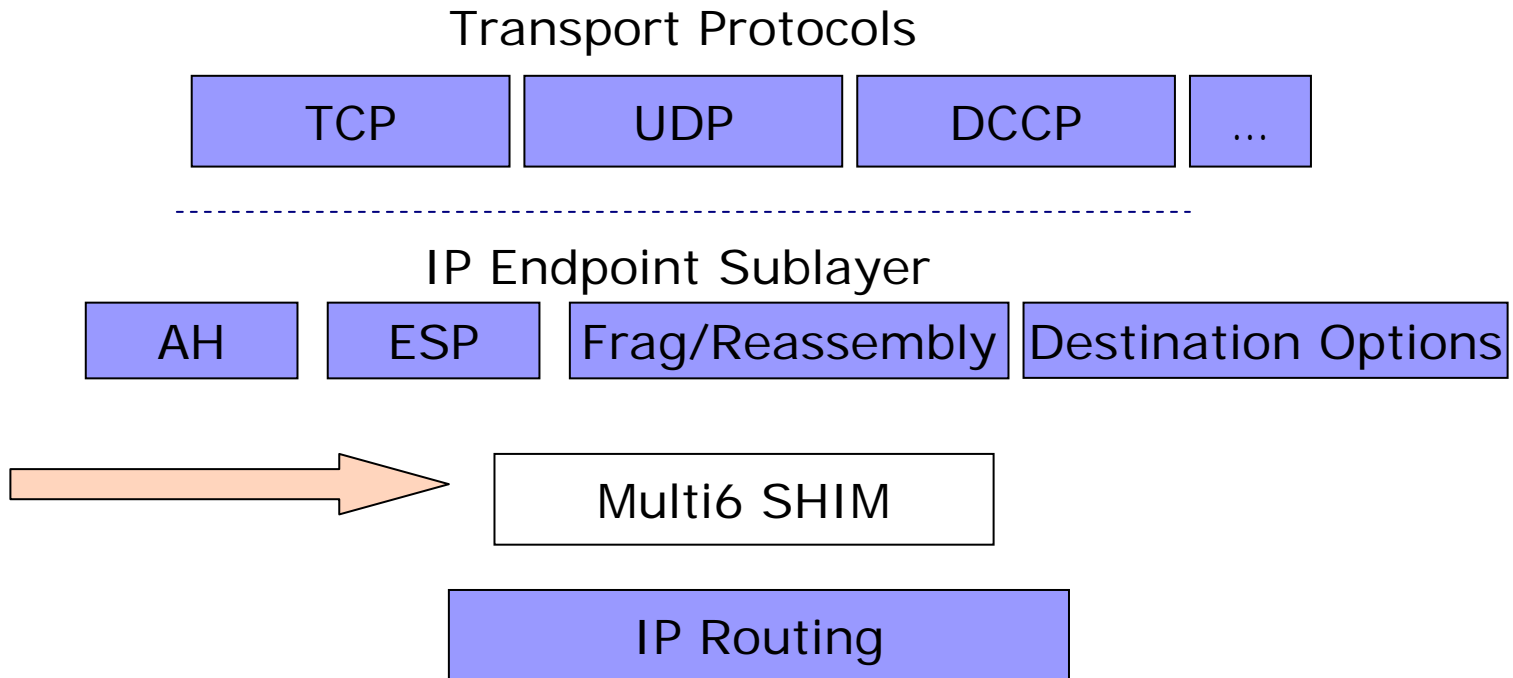 Transport Protocols
TCP UDP DCCP ...
IP Endpoint Sublayer
AH ESP Frag/Reassembly Destination Options
Multi6 SHIM
IP Routing